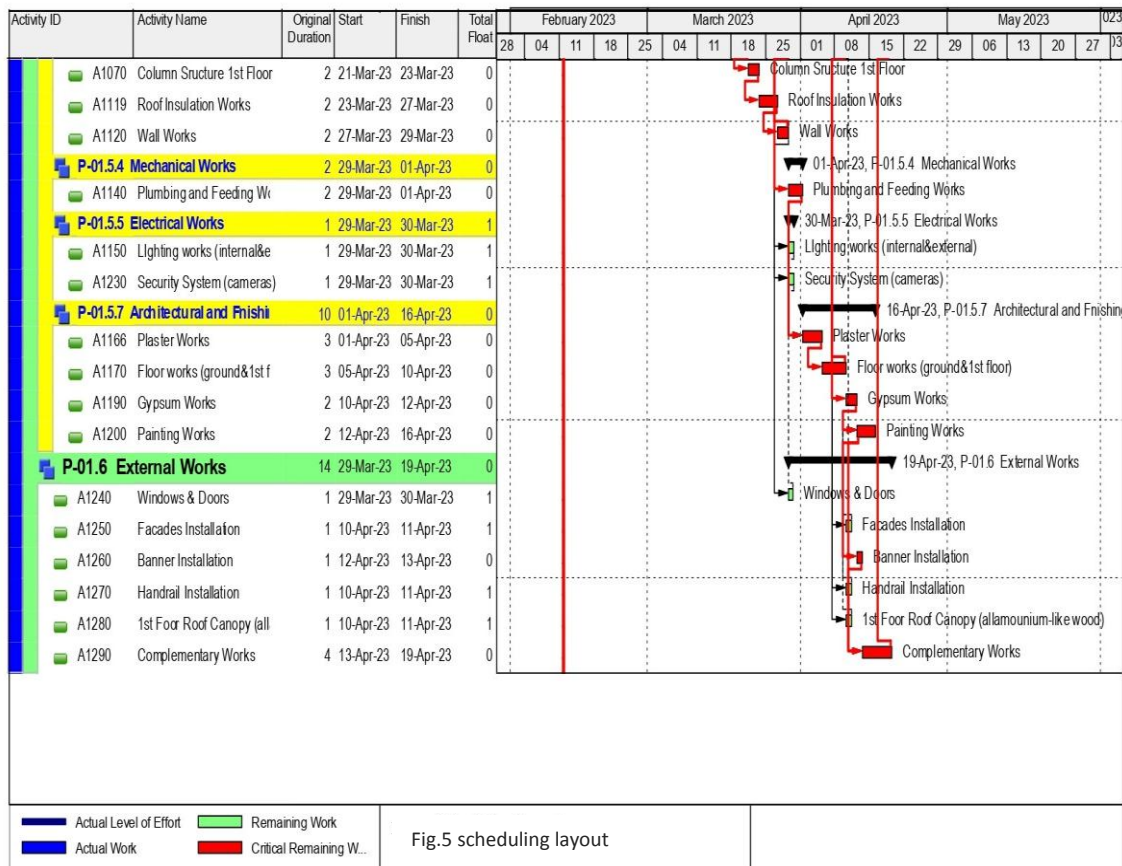 Activity ID Activity Name Original Duration Start Finish Total Float
February 2023 March 2023 April 2023 May 2023
28 04 11 18 25 04 11 18 25 01 08 15 22 29 06 13 20 27
A1070 Column Sructure 1st Floor 2 21-Mar-23 23-Mar-23 0 Column Sructure 1st Floor
A1119 Roof Insulation Works 2 23-Mar-23 27-Mar-23 0 Roof Insulation Works
A1120 Wall Works 2 27-Mar-23 29-Mar-23 0 Wall Works
P-01.5.4 Mechanical Works 2 29-Mar-23 01-Apr-23 0 01-Apr-23, P-01.5.4 Mechanical Works
A1140 Plumbing and Feeding Wo 2 29-Mar-23 01-Apr-23 0 Plumbing and Feeding Works
P-01.5.5 Electrical Works 1 29-Mar-23 30-Mar-23 1 30-Mar-23, P-01.5.5 Electrical Works
A1150 LIghting works (internal&e 1 29-Mar-23 30-Mar-23 1 LIghting works (internal&external)
A1230 Security System (cameras) 1 29-Mar-23 30-Mar-23 1 Security System (cameras)
P-01.5.7 Architectural and Fnishi 10 01-Apr-23 16-Apr-23 0 16-Apr-23, P-01.5.7 Architectural and Fnishing
A1166 Plaster Works 3 01-Apr-23 05-Apr-23 0 Plaster Works
A1170 Floor works (ground&1st f 3 05-Apr-23 10-Apr-23 0 Floor works (ground&1st floor)
A1190 Gypsum Works 2 10-Apr-23 12-Apr-23 0 Gypsum Works
A1200 Painting Works 2 12-Apr-23 16-Apr-23 0 Painting Works
P-01.6 External Works 14 29-Mar-23 19-Apr-23 0 19-Apr-23, P-01.6 External Works
A1240 Windows & Doors 1 29-Mar-23 30-Mar-23 1 Windows & Doors
A1250 Facades Installation 1 10-Apr-23 11-Apr-23 1 Facades Installation
A1260 Banner Installation 1 12-Apr-23 13-Apr-23 0 Banner Installation
A1270 Handrail Installation 1 10-Apr-23 11-Apr-23 1 Handrail Installation
A1280 1st Foor Roof Canopy (all 1 10-Apr-23 11-Apr-23 1 1st Foor Roof Canopy (allamounium-like wood)
A1290 Complementary Works 4 13-Apr-23 19-Apr-23 0 Complementary Works
Actual Level of Effort Remaining Work
Actual Work Critical Remaining W...
Fig.5 scheduling layout